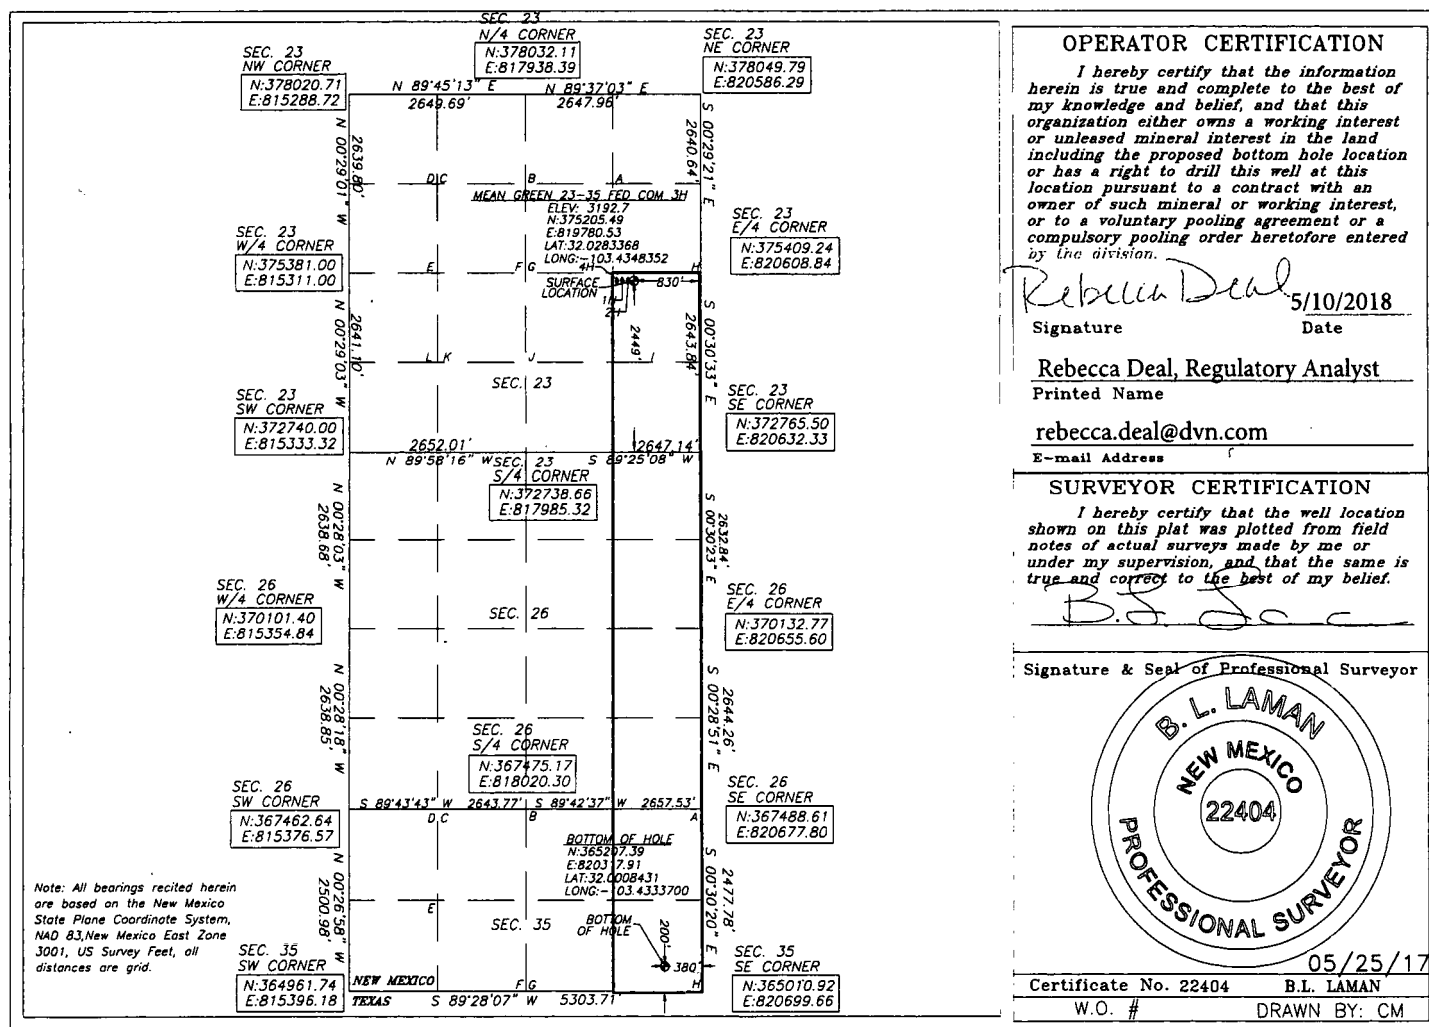 SEC. 23
N/4 CORNER
N:378032.11
E:817938.39
SEC. 23
NW CORNER
N:378020.71
E:815288.72
SEC. 23
NE CORNER
N:378049.79
E:820586.29
N 89°45'13" E
2649.69'
N 89°37'03" E
2647.96'
N 00°29'01" W
2639.80'
S 00°29'21" E
2640.64'
D C
B
A
MEAN GREEN 23-35 FED COM 3H
ELEV: 3192.7
N:375205.49
E:819780.53
LAT:32.0283368
LONG:-103.4348352
SEC. 23
W/4 CORNER
N:375381.00
E:815311.00
SEC. 23
E/4 CORNER
N:375409.24
E:820608.84
E
F G
H
4H
SURFACE
LOCATION
1H
2H
830'
2449'
N 00°29'03" W
2641.10'
S 00°30'33" E
2643.84'
L K
J
I
SEC. 23
SEC. 23
SW CORNER
N:372740.00
E:815333.32
SEC. 23
SE CORNER
N:372765.50
E:820632.33
2652.01'
N 89°58'16" W
2647.14'
S 89°25'08" W
SEC. 23
S/4 CORNER
N:372738.66
E:817985.32
N 00°28'03" W
2638.68'
2632.84'
S 00°30'23" E
SEC. 26
W/4 CORNER
N:370101.40
E:815354.84
SEC. 26
SEC. 26
E/4 CORNER
N:370132.77
E:820655.60
N 00°28'18" W
2638.85'
2644.26'
S 00°28'51" E
SEC. 26
S/4 CORNER
N:367475.17
E:818020.30
SEC. 26
SW CORNER
N:367462.64
E:815376.57
SEC. 26
SE CORNER
N:367488.61
E:820677.80
S 89°43'43" W 2643.77'
S 89°42'37" W 2657.53'
D C
B
A
BOTTOM OF HOLE
N:365207.39
E:820317.91
LAT:32.0008431
LONG:-103.4333700
N 00°26'58" W
2500.98'
2477.78'
S 00°30'20" E
E
SEC. 35
BOTTOM
OF HOLE
200'
380'
Note: All bearings recited herein
are based on the New Mexico
State Plane Coordinate System,
NAD 83,New Mexico East Zone
3001, US Survey Feet, all
distances are grid.
SEC. 35
SW CORNER
N:364961.74
E:815396.18
SEC. 35
SE CORNER
N:365010.92
E:820699.66
NEW MEXICO
TEXAS
F G
H
S 89°28'07" W 5303.71'
OPERATOR CERTIFICATION
I hereby certify that the information
herein is true and complete to the best of
my knowledge and belief, and that this
organization either owns a working interest
or unleased mineral interest in the land
including the proposed bottom hole location
or has a right to drill this well at this
location pursuant to a contract with an
owner of such mineral or working interest,
or to a voluntary pooling agreement or a
compulsory pooling order heretofore entered
by the division.
Rebecca Deal 5/10/2018
Signature Date
Rebecca Deal, Regulatory Analyst
Printed Name
rebecca.deal@dvn.com
E-mail Address
SURVEYOR CERTIFICATION
I hereby certify that the well location
shown on this plat was plotted from field
notes of actual surveys made by me or
under my supervision, and that the same is
true and correct to the best of my belief.
Signature & Seal of Professional Surveyor
B. L. LAMAN
NEW MEXICO
22404
PROFESSIONAL SURVEYOR
05/25/17
Certificate No. 22404 B.L. LAMAN
W.O. # DRAWN BY: CM